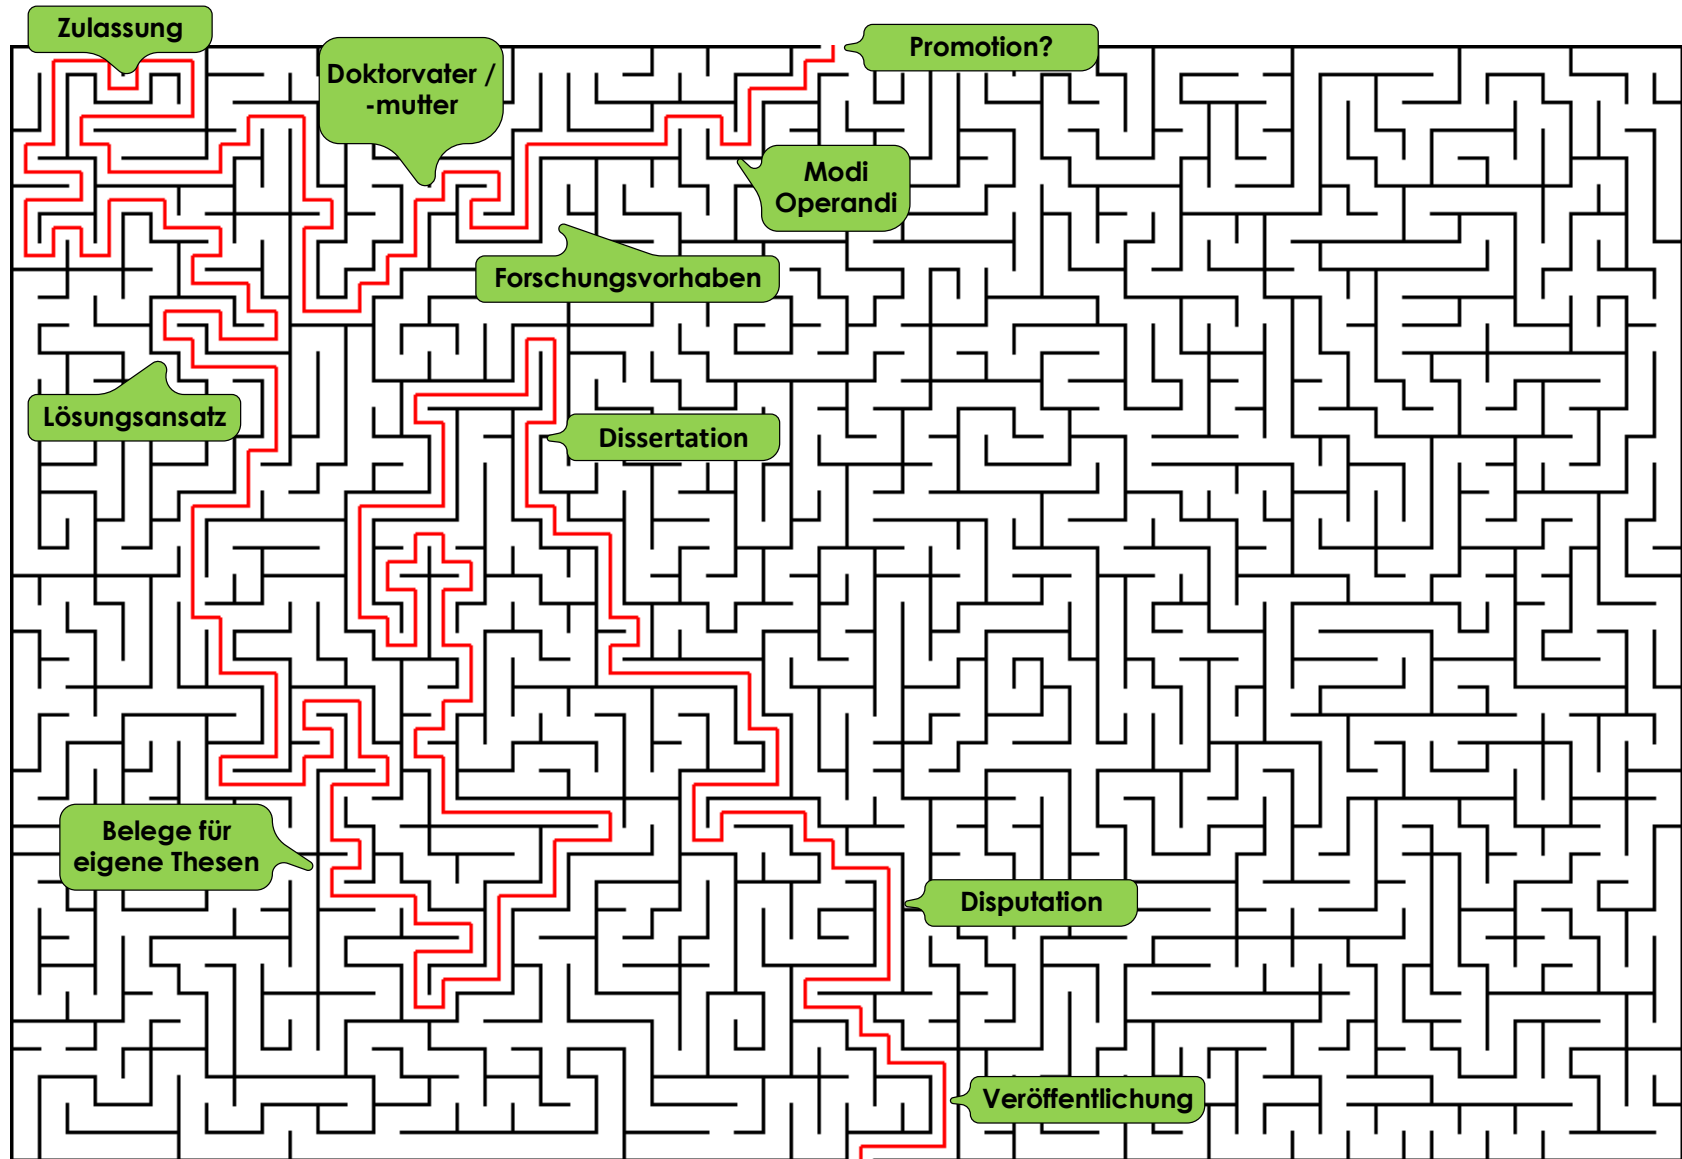 Zulassung
Promotion?
Doktorvater /
-mutter
Modi
Operandi
Forschungsvorhaben
Lösungsansatz
Dissertation
Belege für
eigene Thesen
Disputation
Veröffentlichung